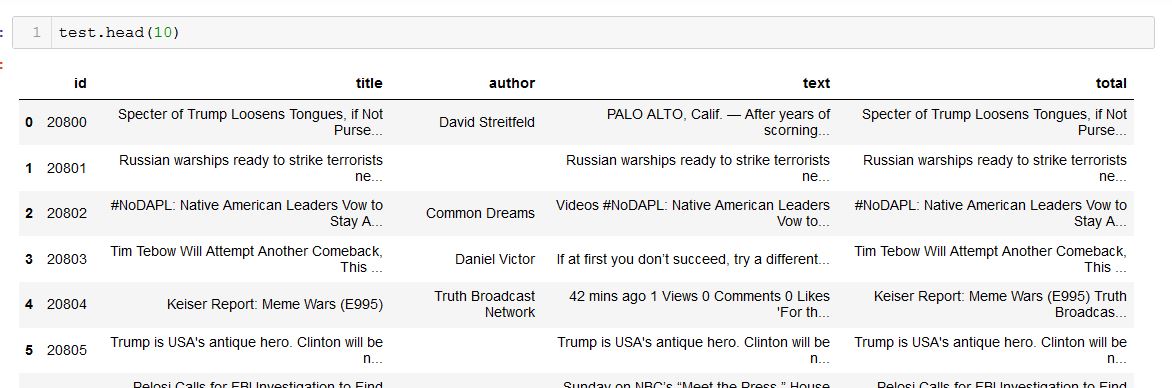 1 test.head(10)
id title author text total
0 20800 Specter of Trump Loosens Tongues, if Not Purse... David Streitfeld PALO ALTO, Calif. — After years of scorning... Specter of Trump Loosens Tongues, if Not Purse...
1 20801 Russian warships ready to strike terrorists ne... Russian warships ready to strike terrorists ne... Russian warships ready to strike terrorists ne...
2 20802 #NoDAPL: Native American Leaders Vow to Stay A... Common Dreams Videos #NoDAPL: Native American Leaders Vow to... #NoDAPL: Native American Leaders Vow to Stay A...
3 20803 Tim Tebow Will Attempt Another Comeback, This ... Daniel Victor If at first you don’t succeed, try a different... Tim Tebow Will Attempt Another Comeback, This ...
4 20804 Keiser Report: Meme Wars (E995) Truth Broadcast Network 42 mins ago 1 Views 0 Comments 0 Likes 'For th... Keiser Report: Meme Wars (E995) Truth Broadcas...
5 20805 Trump is USA's antique hero. Clinton will be n... Trump is USA's antique hero. Clinton will be n... Trump is USA's antique hero. Clinton will be n...
Pelosi Calls for FBI Investigation to Find Sunday on NBC’s “Meet the Press,” House Pelosi Calls for FBI Investigation to Find